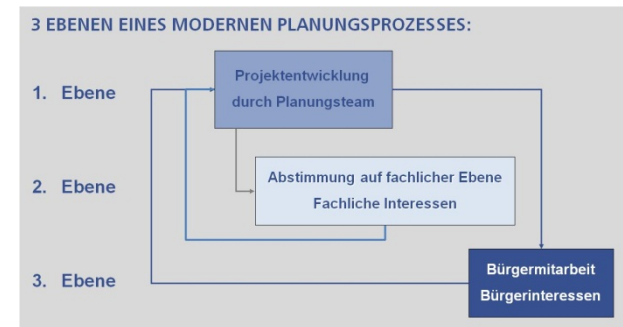 3 EBENEN EINES MODERNEN PLANUNGSPROZESSES:
1. Ebene
Projektentwicklung
durch Planungsteam
2. Ebene
Abstimmung auf fachlicher Ebene
Fachliche Interessen
3. Ebene
Bürgermitarbeit
Bürgerinteressen